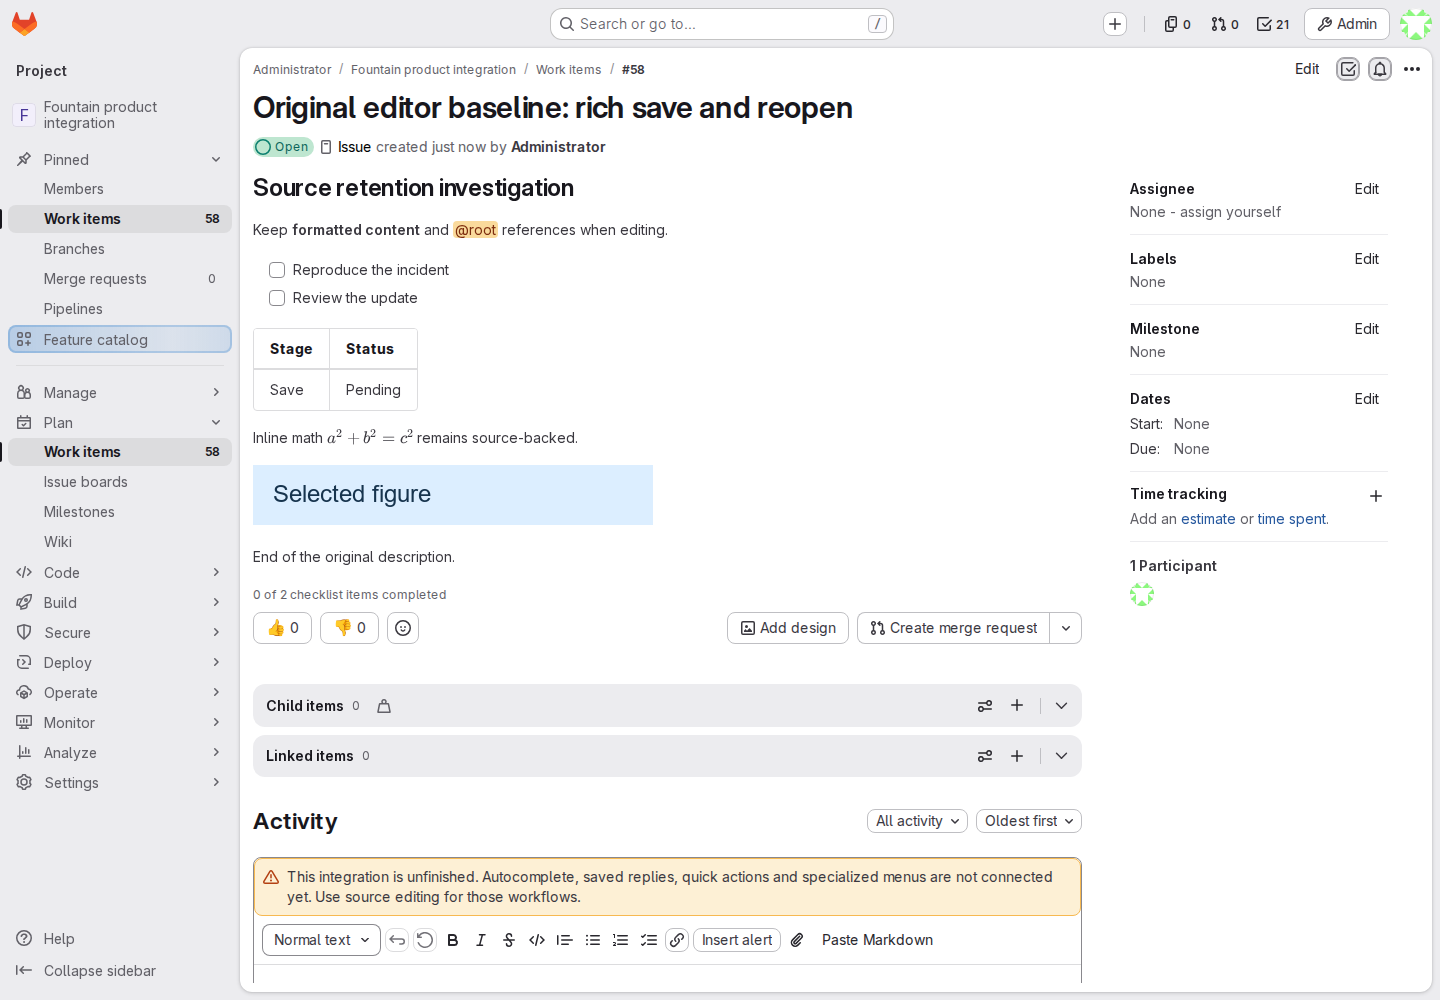 Search or go to...
/
0
0
21
Admin
Project
F
Fountain product integration
Pinned
Members
Work items 58
Branches
Merge requests 0
Pipelines
Feature catalog
Manage
Plan
Work items 58
Issue boards
Milestones
Wiki
Code
Build
Secure
Deploy
Operate
Monitor
Analyze
Settings
Help
Collapse sidebar
Administrator / Fountain product integration / Work items / #58
Edit
Original editor baseline: rich save and reopen
Open Issue created just now by Administrator
Source retention investigation
Keep formatted content and @root references when editing.
Reproduce the incident
Review the update
Stage Status
Save Pending
Inline math a² + b² = c² remains source-backed.
Selected figure
End of the original description.
0 of 2 checklist items completed
👍 0
👎 0
Add design
Create merge request
Child items 0
Linked items 0
Activity
All activity
Oldest first
This integration is unfinished. Autocomplete, saved replies, quick actions and specialized menus are not connected
yet. Use source editing for those workflows.
Normal text
Insert alert
Paste Markdown
Assignee Edit
None - assign yourself
Labels Edit
None
Milestone Edit
None
Dates Edit
Start: None
Due: None
Time tracking
Add an estimate or time spent.
1 Participant